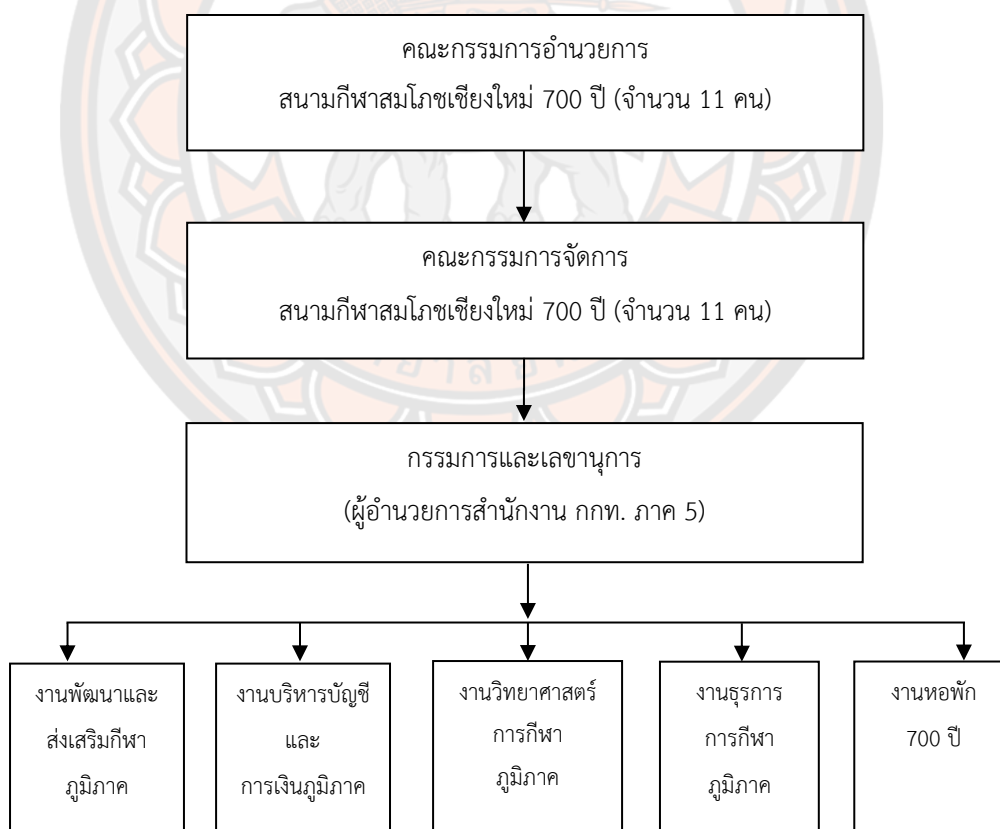 คณะกรรมการอำนวยการ
สนามกีฬาสมโภชเชียงใหม่ 700 ปี (จำนวน 11 คน)
คณะกรรมการจัดการ
สนามกีฬาสมโภชเชียงใหม่ 700 ปี (จำนวน 11 คน)
กรรมการและเลขานุการ
(ผู้อำนวยการสำนักงาน กกท. ภาค 5)
งานพัฒนาและ
ส่งเสริมกีฬา
ภูมิภาค
งานบริหารบัญชี
และ
การเงินภูมิภาค
งานวิทยาศาสตร์
การกีฬา
ภูมิภาค
งานธุรการ
การกีฬา
ภูมิภาค
งานหอพัก
700 ปี